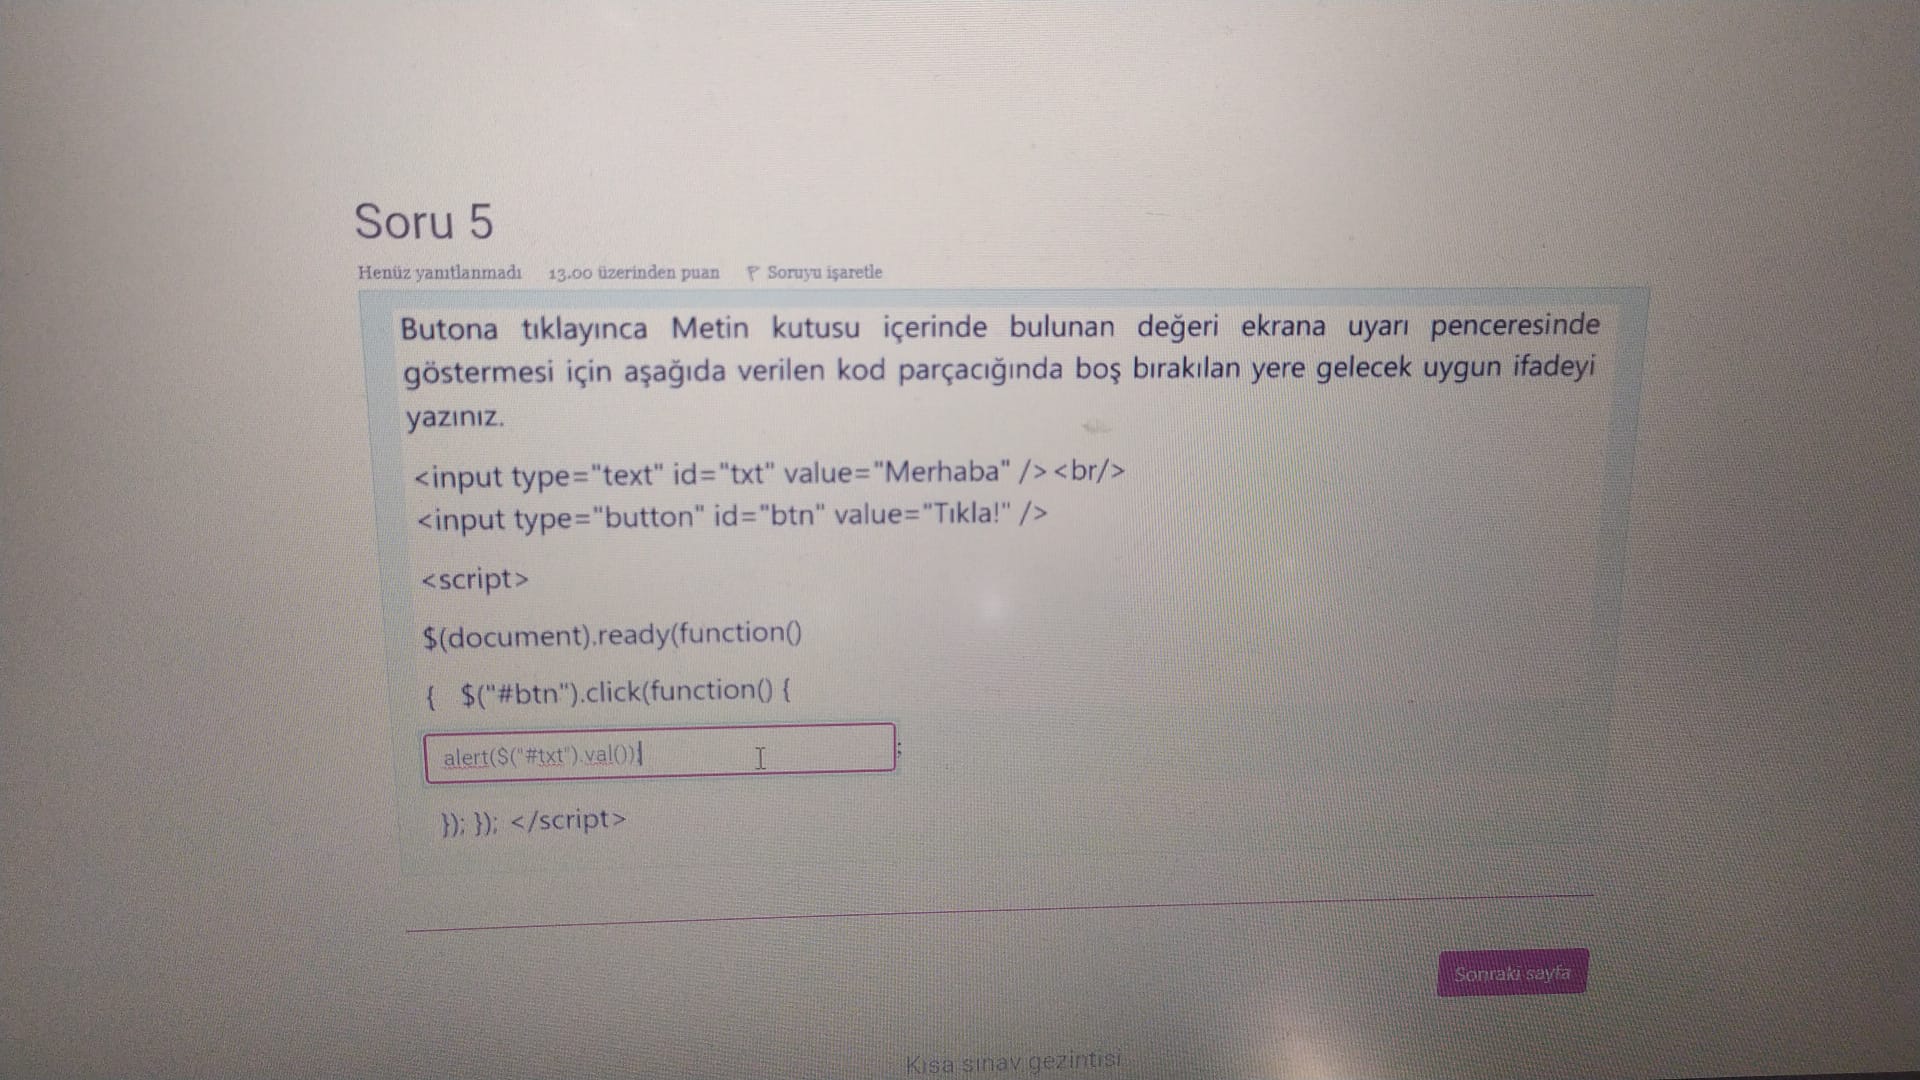 Soru 5
Henüz yanıtlanmadı 13.00 üzerinden puan Soruyu işaretle
Butona tıklayınca Metin kutusu içerinde bulunan değeri ekrana uyarı penceresinde
göstermesi için aşağıda verilen kod parçacığında boş bırakılan yere gelecek uygun ifadeyi
yazınız.
<input type="text" id="txt" value="Merhaba" /><br/>
<input type="button" id="btn" value="Tıkla!" />
<script>
$(document).ready(function()
{ $("#btn").click(function() {
alert($("#txt").val()) ;
}); }); </script>
Sonraki sayfa
Kısa sınav gezintisi